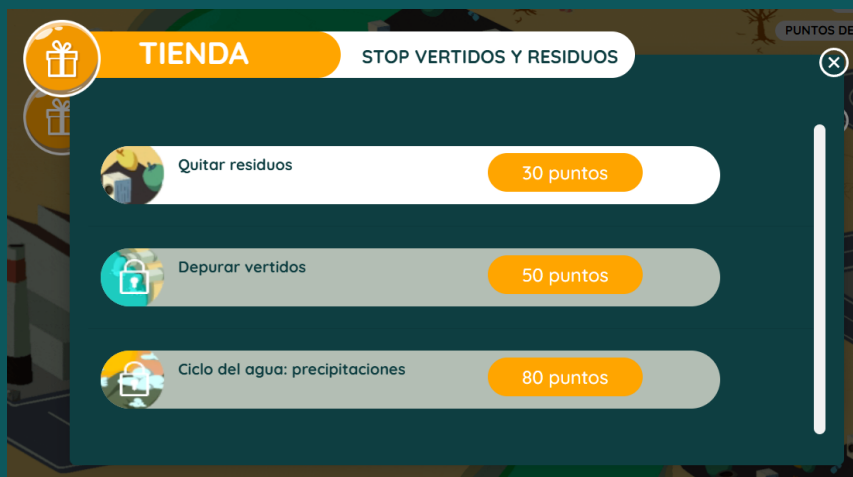 PUNTOS DE
TIENDA
STOP VERTIDOS Y RESIDUOS
Quitar residuos
30 puntos
Depurar vertidos
50 puntos
Ciclo del agua: precipitaciones
80 puntos